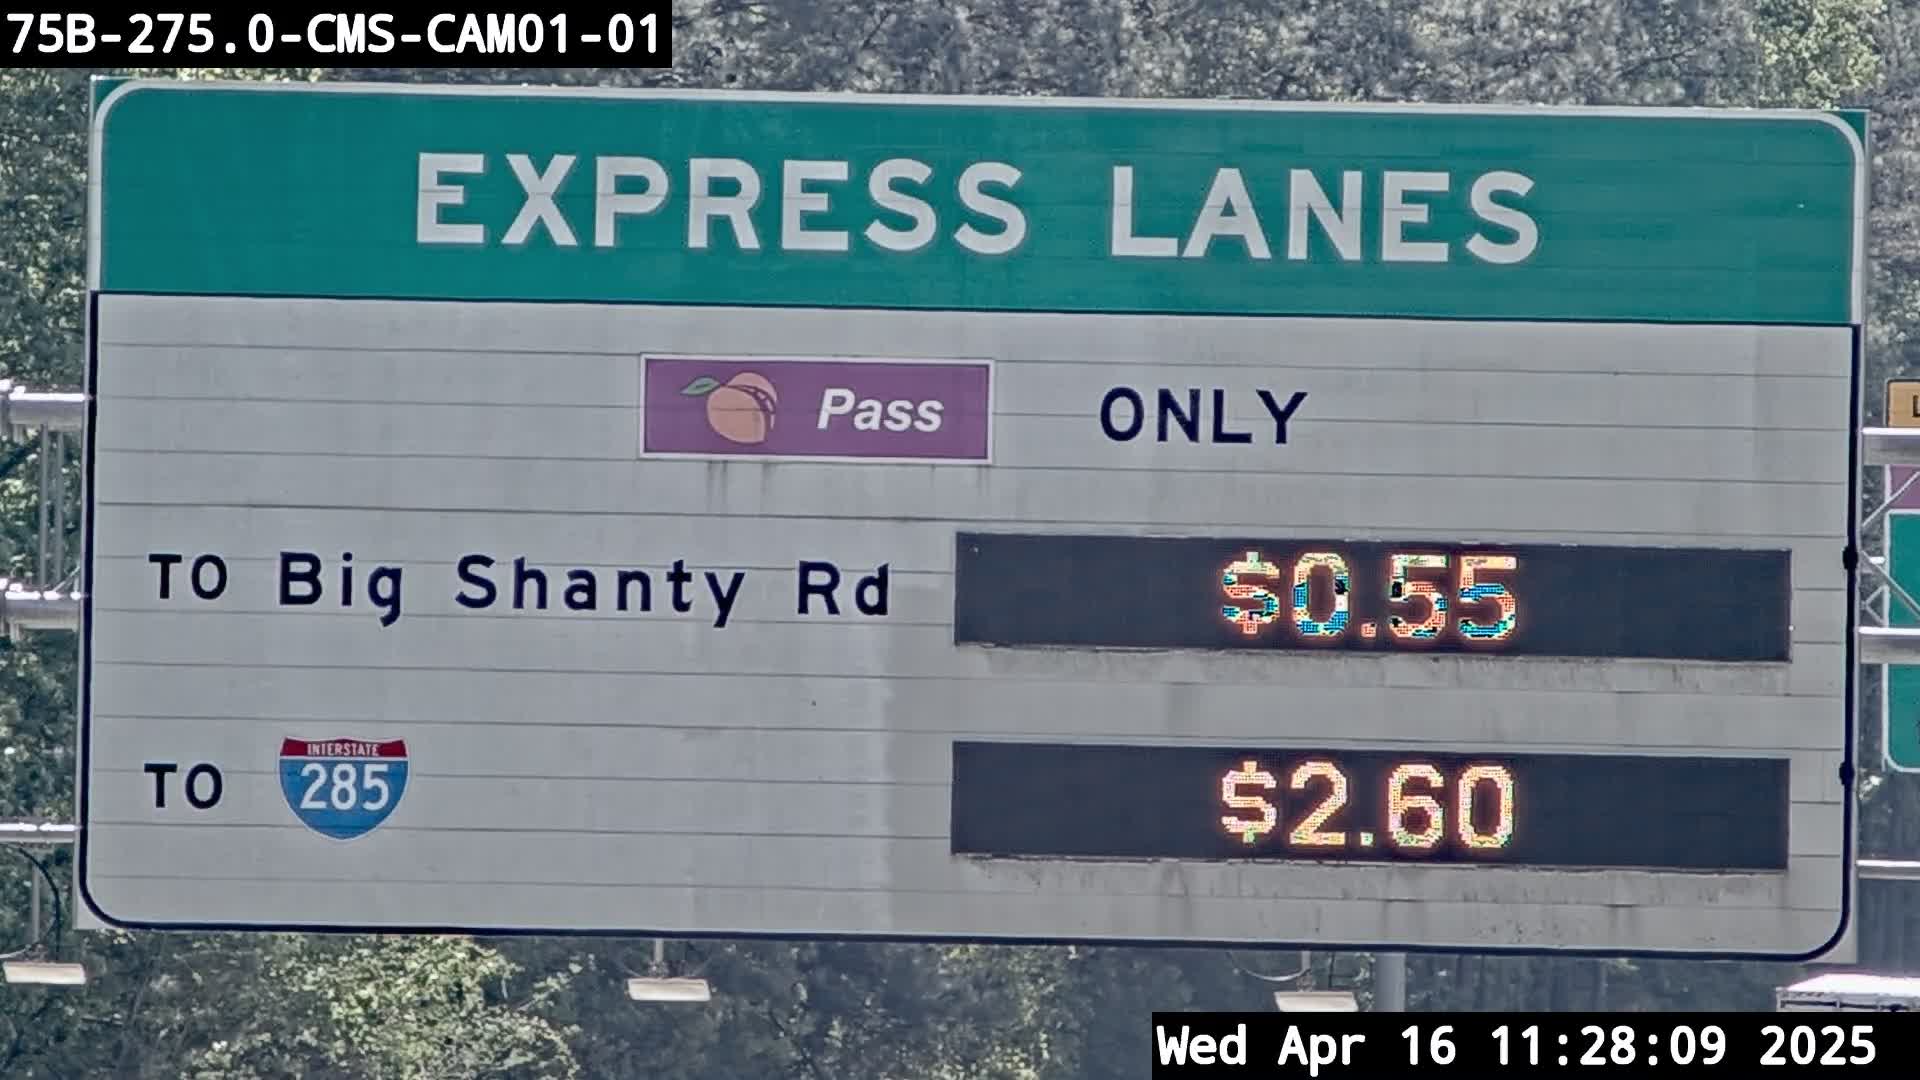 75B-275.0-CMS-CAM01-01
EXPRESS LANES
Pass ONLY
TO Big Shanty Rd $0.55
TO INTERSTATE 285 $2.60
Wed Apr 16 11:28:09 2025